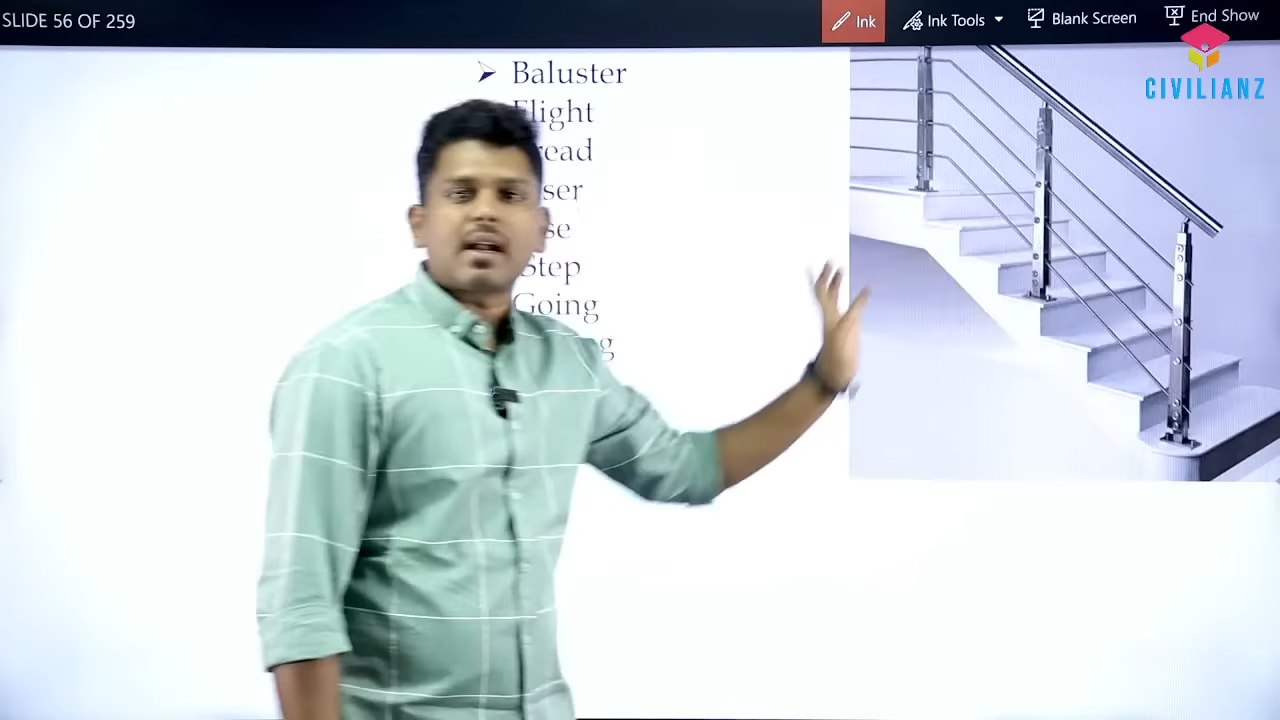 SLIDE 56 OF 259
Ink
Ink Tools
Blank Screen
End Show
CIVILIANZ
Baluster
Flight
Step
Going